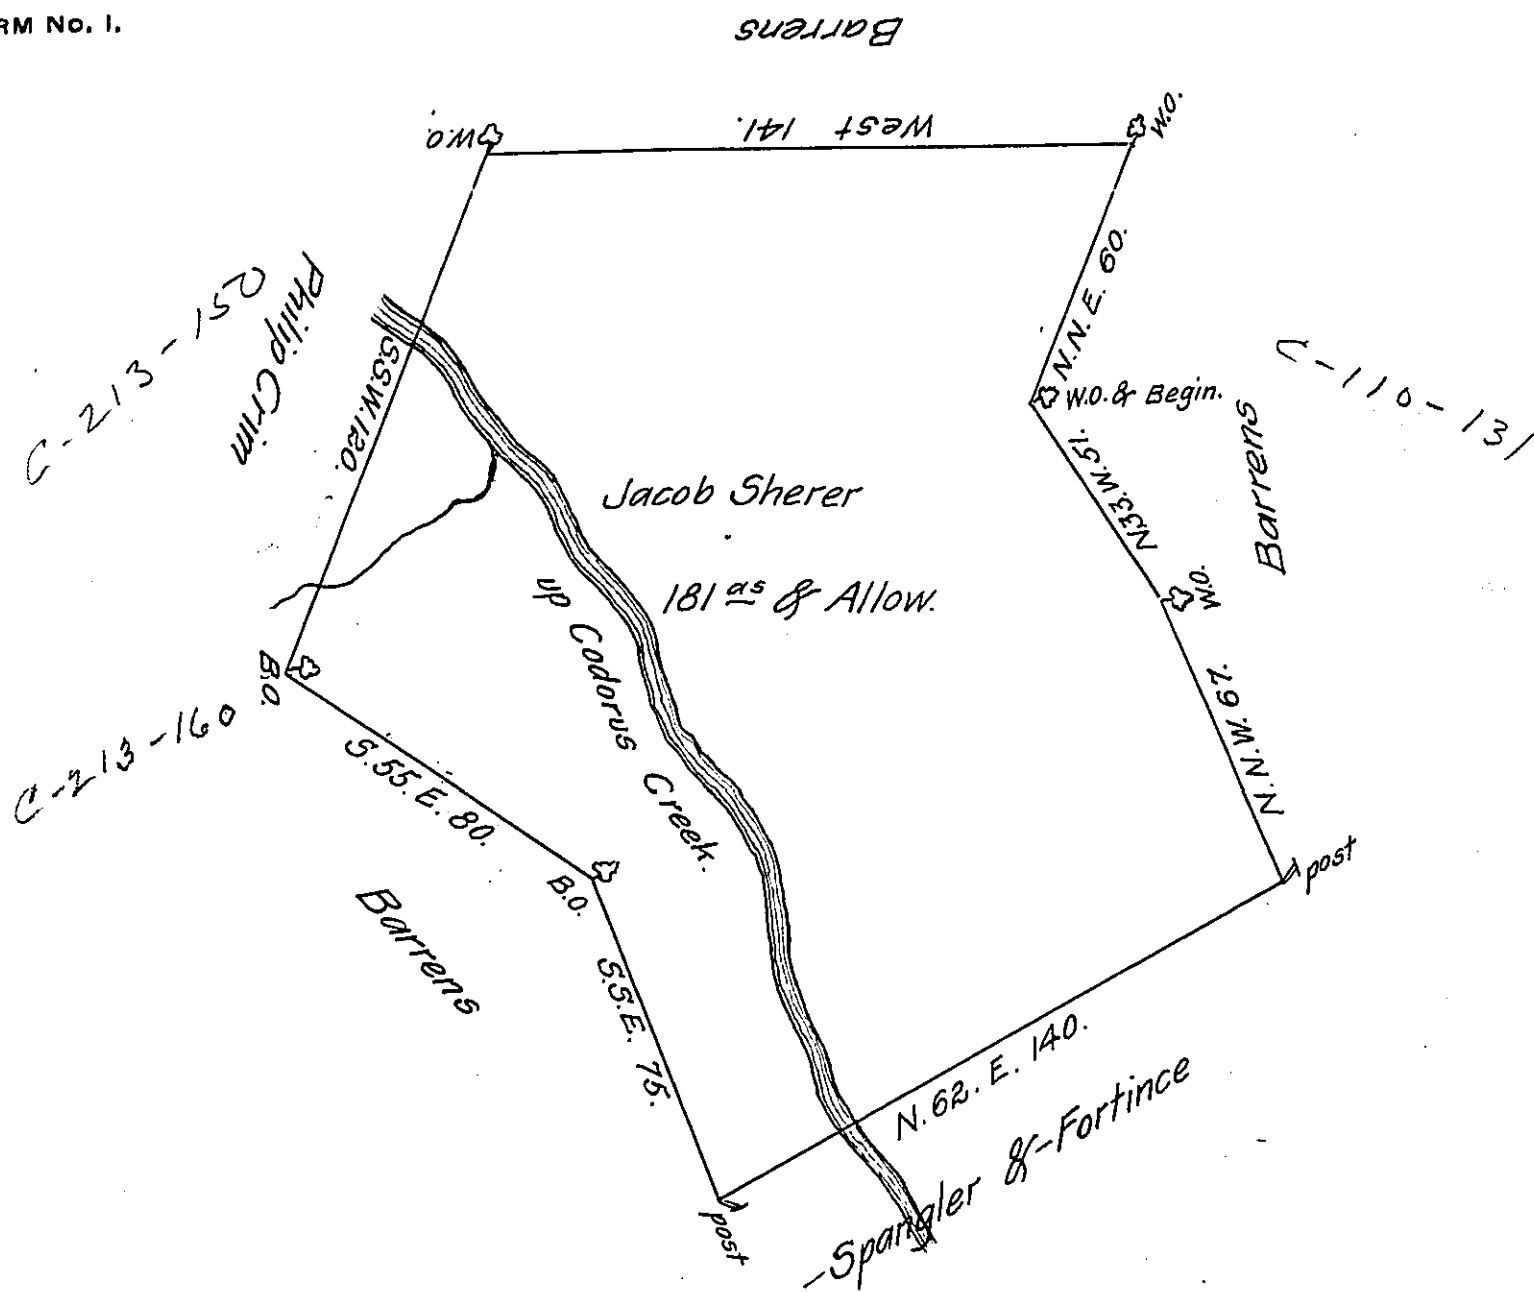 RM No. 1.
Barrens
W.O.
West 141.
W.O.
C-213-150
Philip Crim
S.S.W.120.
N.N.E. 60.
W.O. & Begin.
C-110-131
Barrens
N.33.W.51.
Jacob Sherer
181 as & Allow.
W.O.
up Codorus Creek.
B.O.
C-213-160
S.55.E. 80.
N.N.W. 67.
B.O.
post
Barrens
S.S.E. 75.
N.62.E. 140.
post
Spangler & Fortince